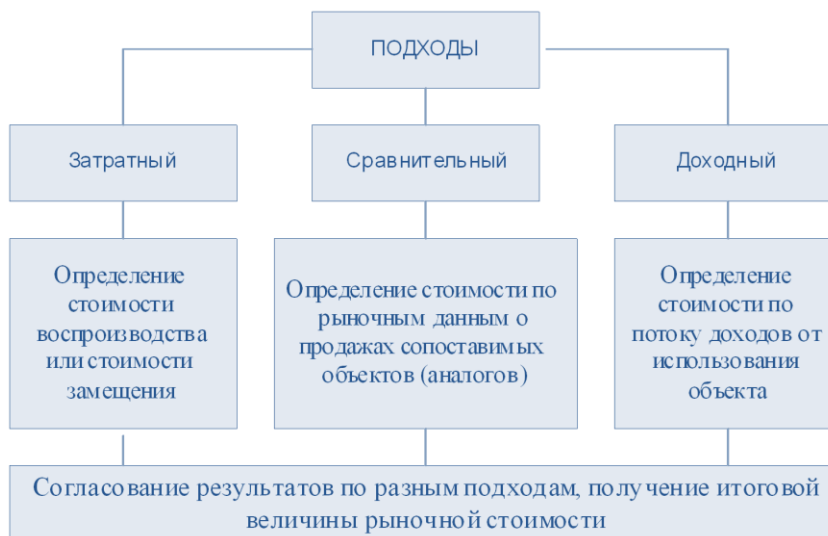 ПОДХОДЫ
Затратный
Сравнительный
Доходный
Определение
стоимости
воспроизводства
или стоимости
замещения
Определение стоимости по
рыночным данным о
продажах сопоставимых
объектов (аналогов)
Определение
стоимости по
потоку доходов от
использования
объекта
Согласование результатов по разным подходам, получение итоговой
величины рыночной стоимости